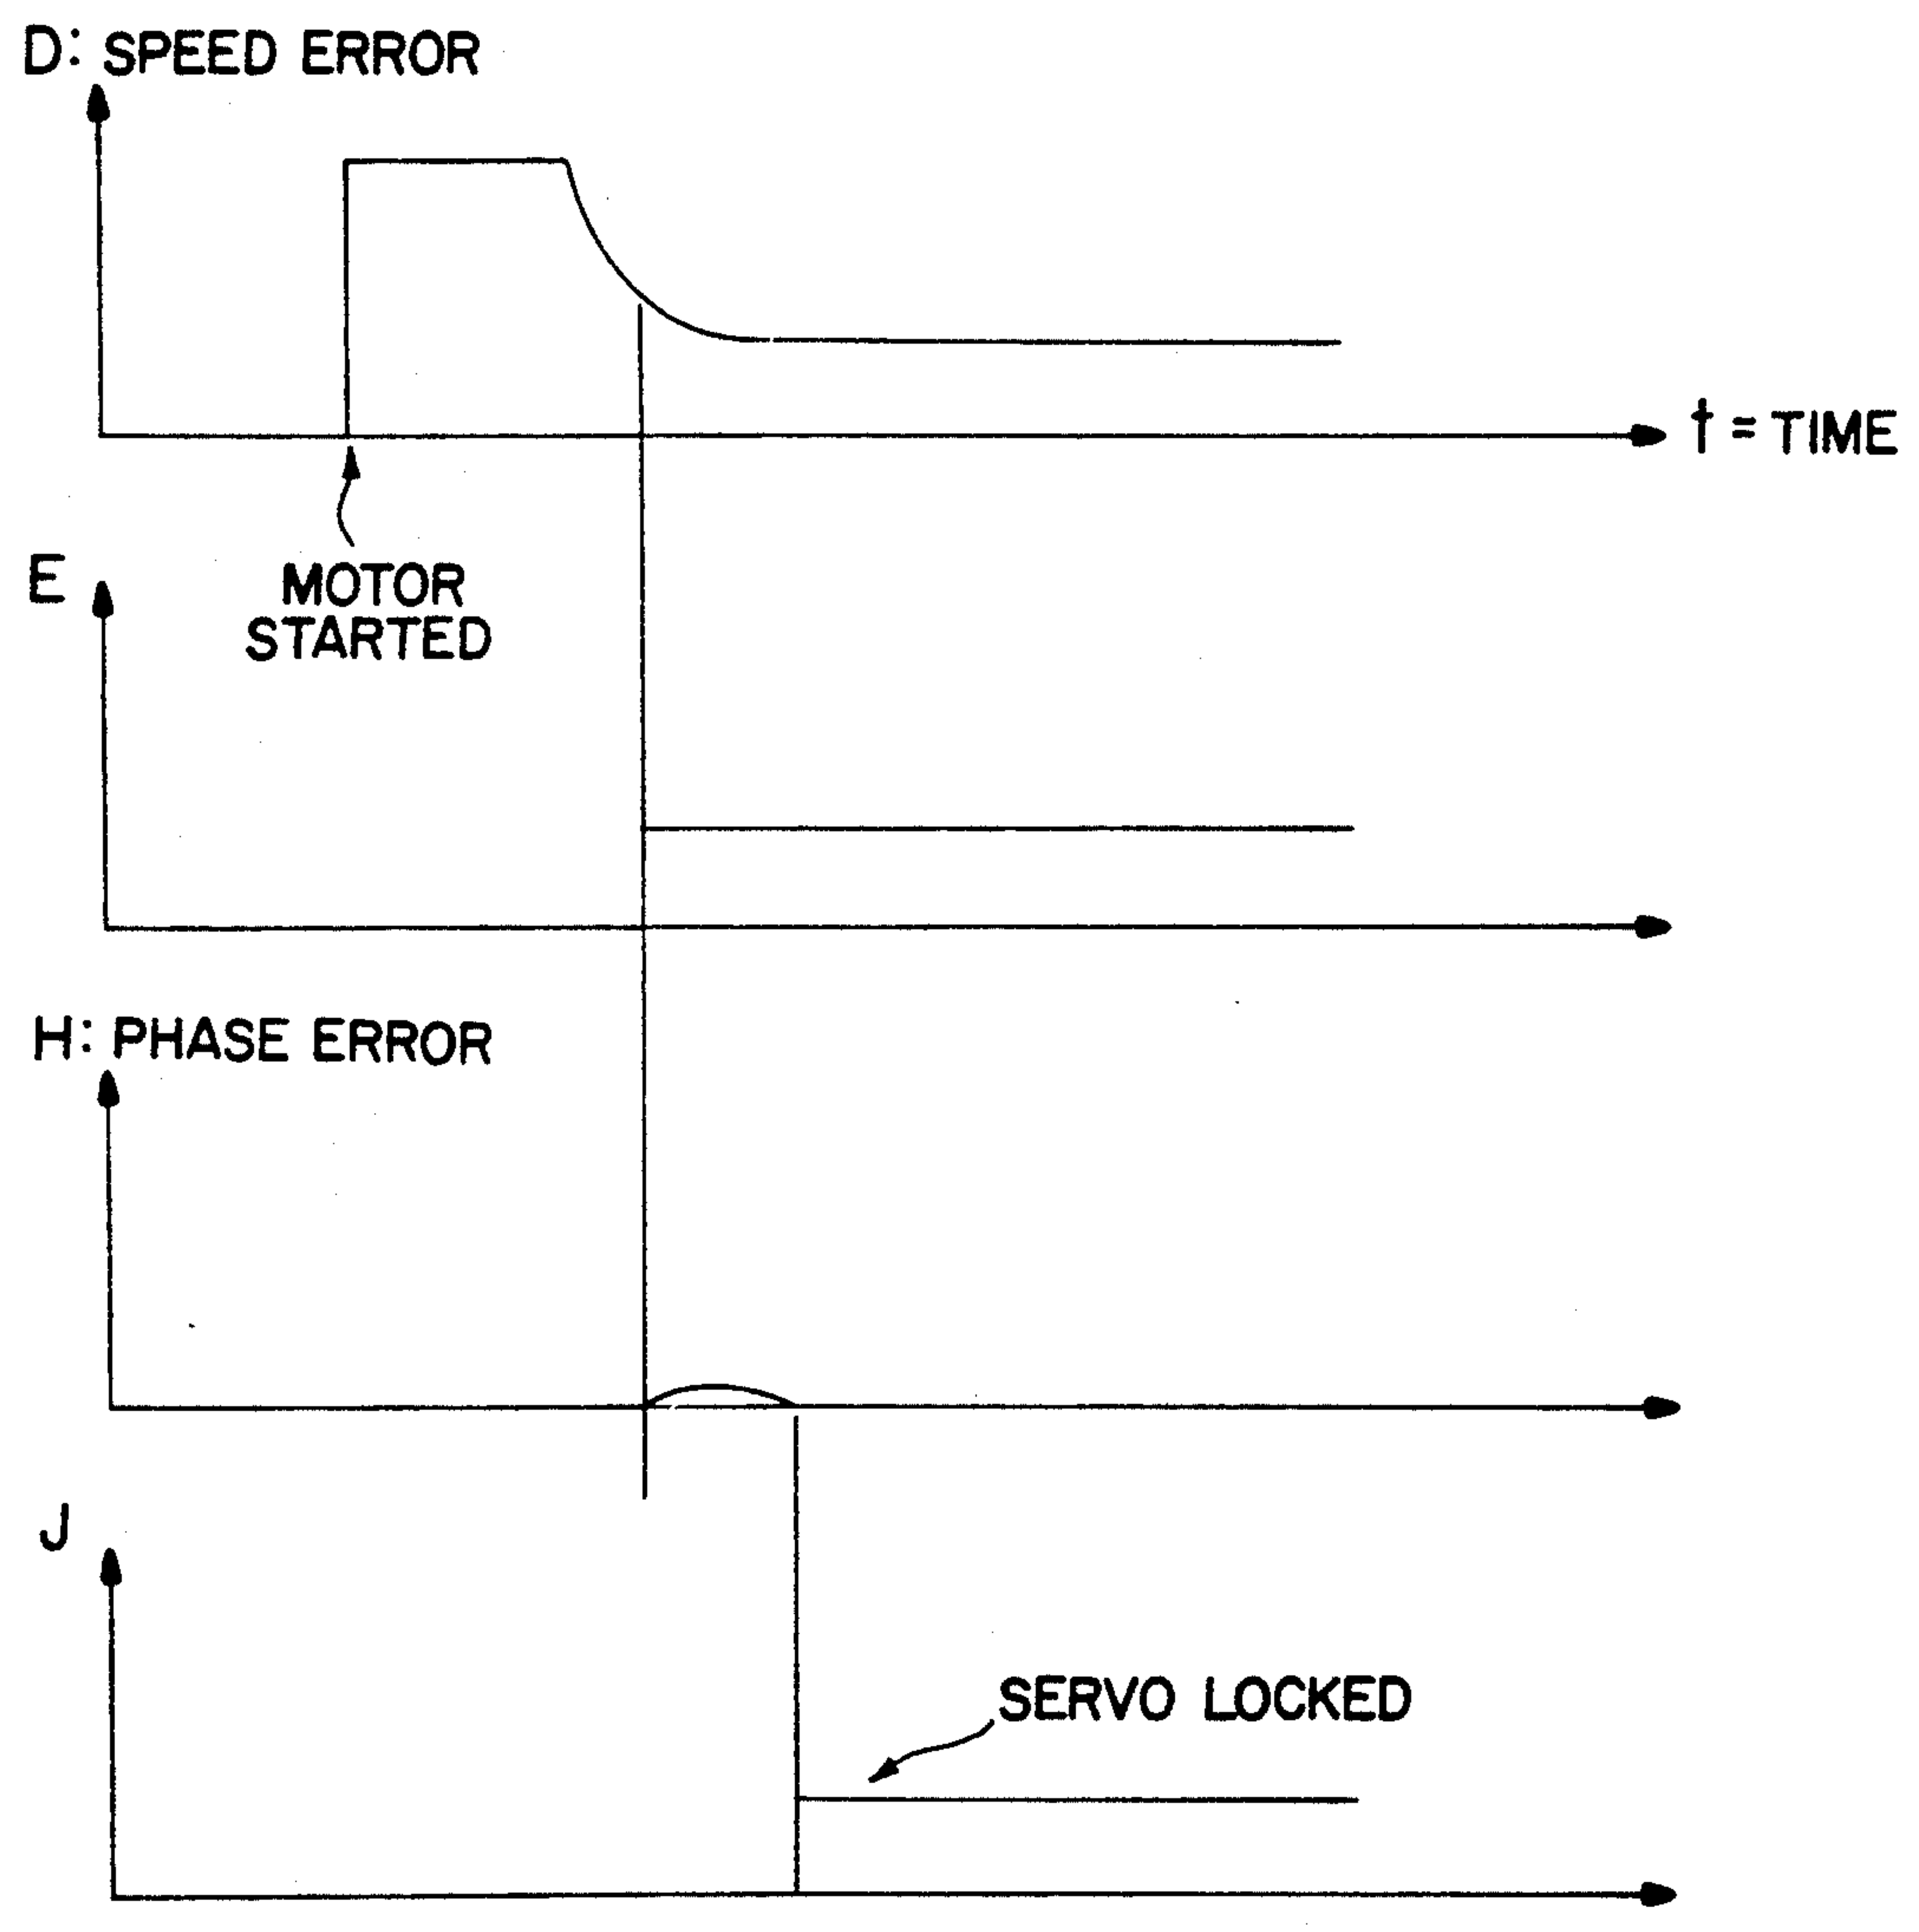 D: SPEED ERROR
t = TIME
MOTOR
STARTED
E
H: PHASE ERROR
J
SERVO LOCKED